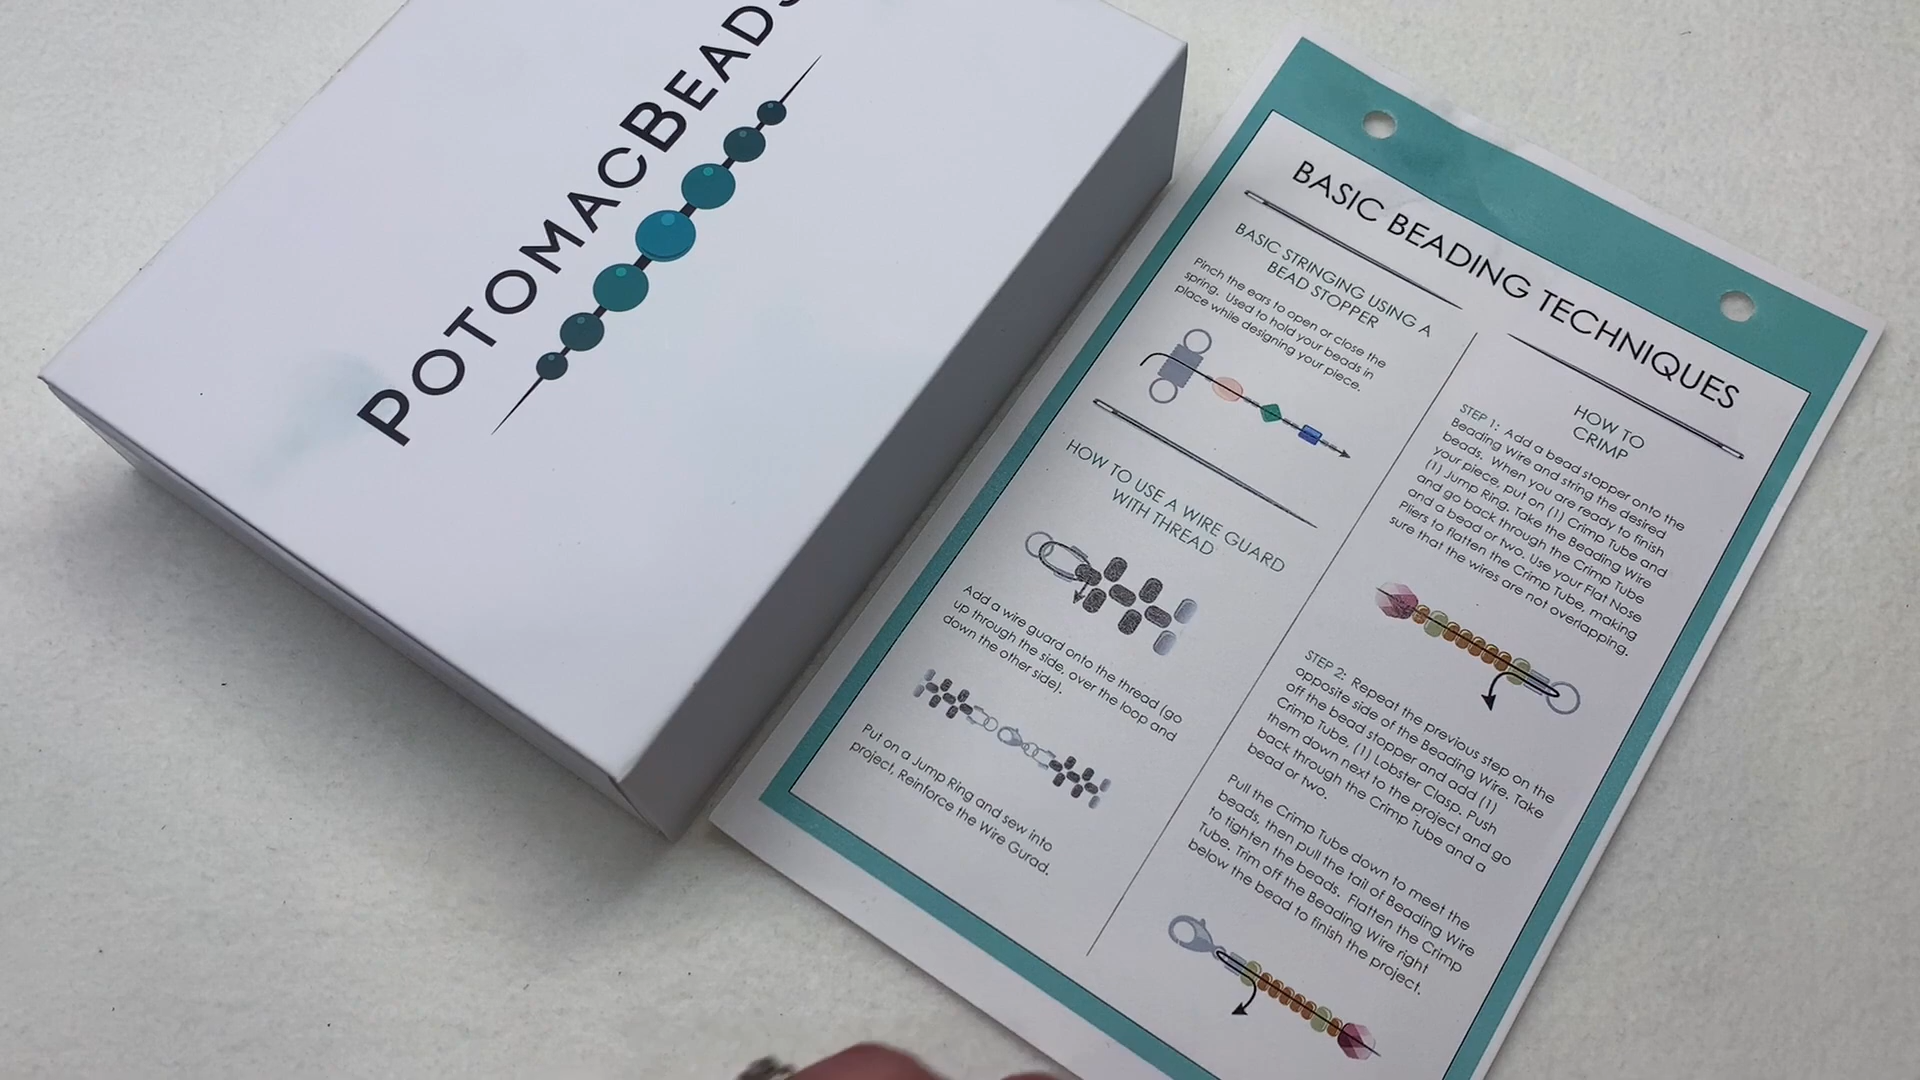 POTOMACBEADS
BASIC BEADING TECHNIQUES
BASIC STRINGING USING A
BEAD STOPPER
Pinch the ears to open or close the
spring. Used to hold your beads in
place while designing your piece.
HOW TO USE A WIRE GUARD
WITH THREAD
Add a wire guard onto the thread (go
up through the side, over the loop and
down the other side).
Put on a Jump Ring and sew into
project, Reinforce the Wire Gurad.
HOW TO
CRIMP
STEP 1: Add a bead stopper onto the
Beading Wire and string the desired
beads. When you are ready to finish
your piece, put on (1) Crimp Tube and
(1) Jump Ring. Take the Beading Wire
and go back through the Crimp Tube
and a bead or two. Use your Flat Nose
Pliers to flatten the Crimp Tube, making
sure that the wires are not overlapping.
STEP 2: Repeat the previous step on the
opposite side of the Beading Wire. Take
off the bead stopper and add (1)
Crimp Tube, (1) Lobster Clasp. Push
them down next to the project and go
back through the Crimp Tube and a
bead or two.
Pull the Crimp Tube down to meet the
beads, then pull the tail of Beading Wire
to tighten the beads. Flatten the Crimp
Tube. Trim off the Beading Wire right
below the bead to finish the project.